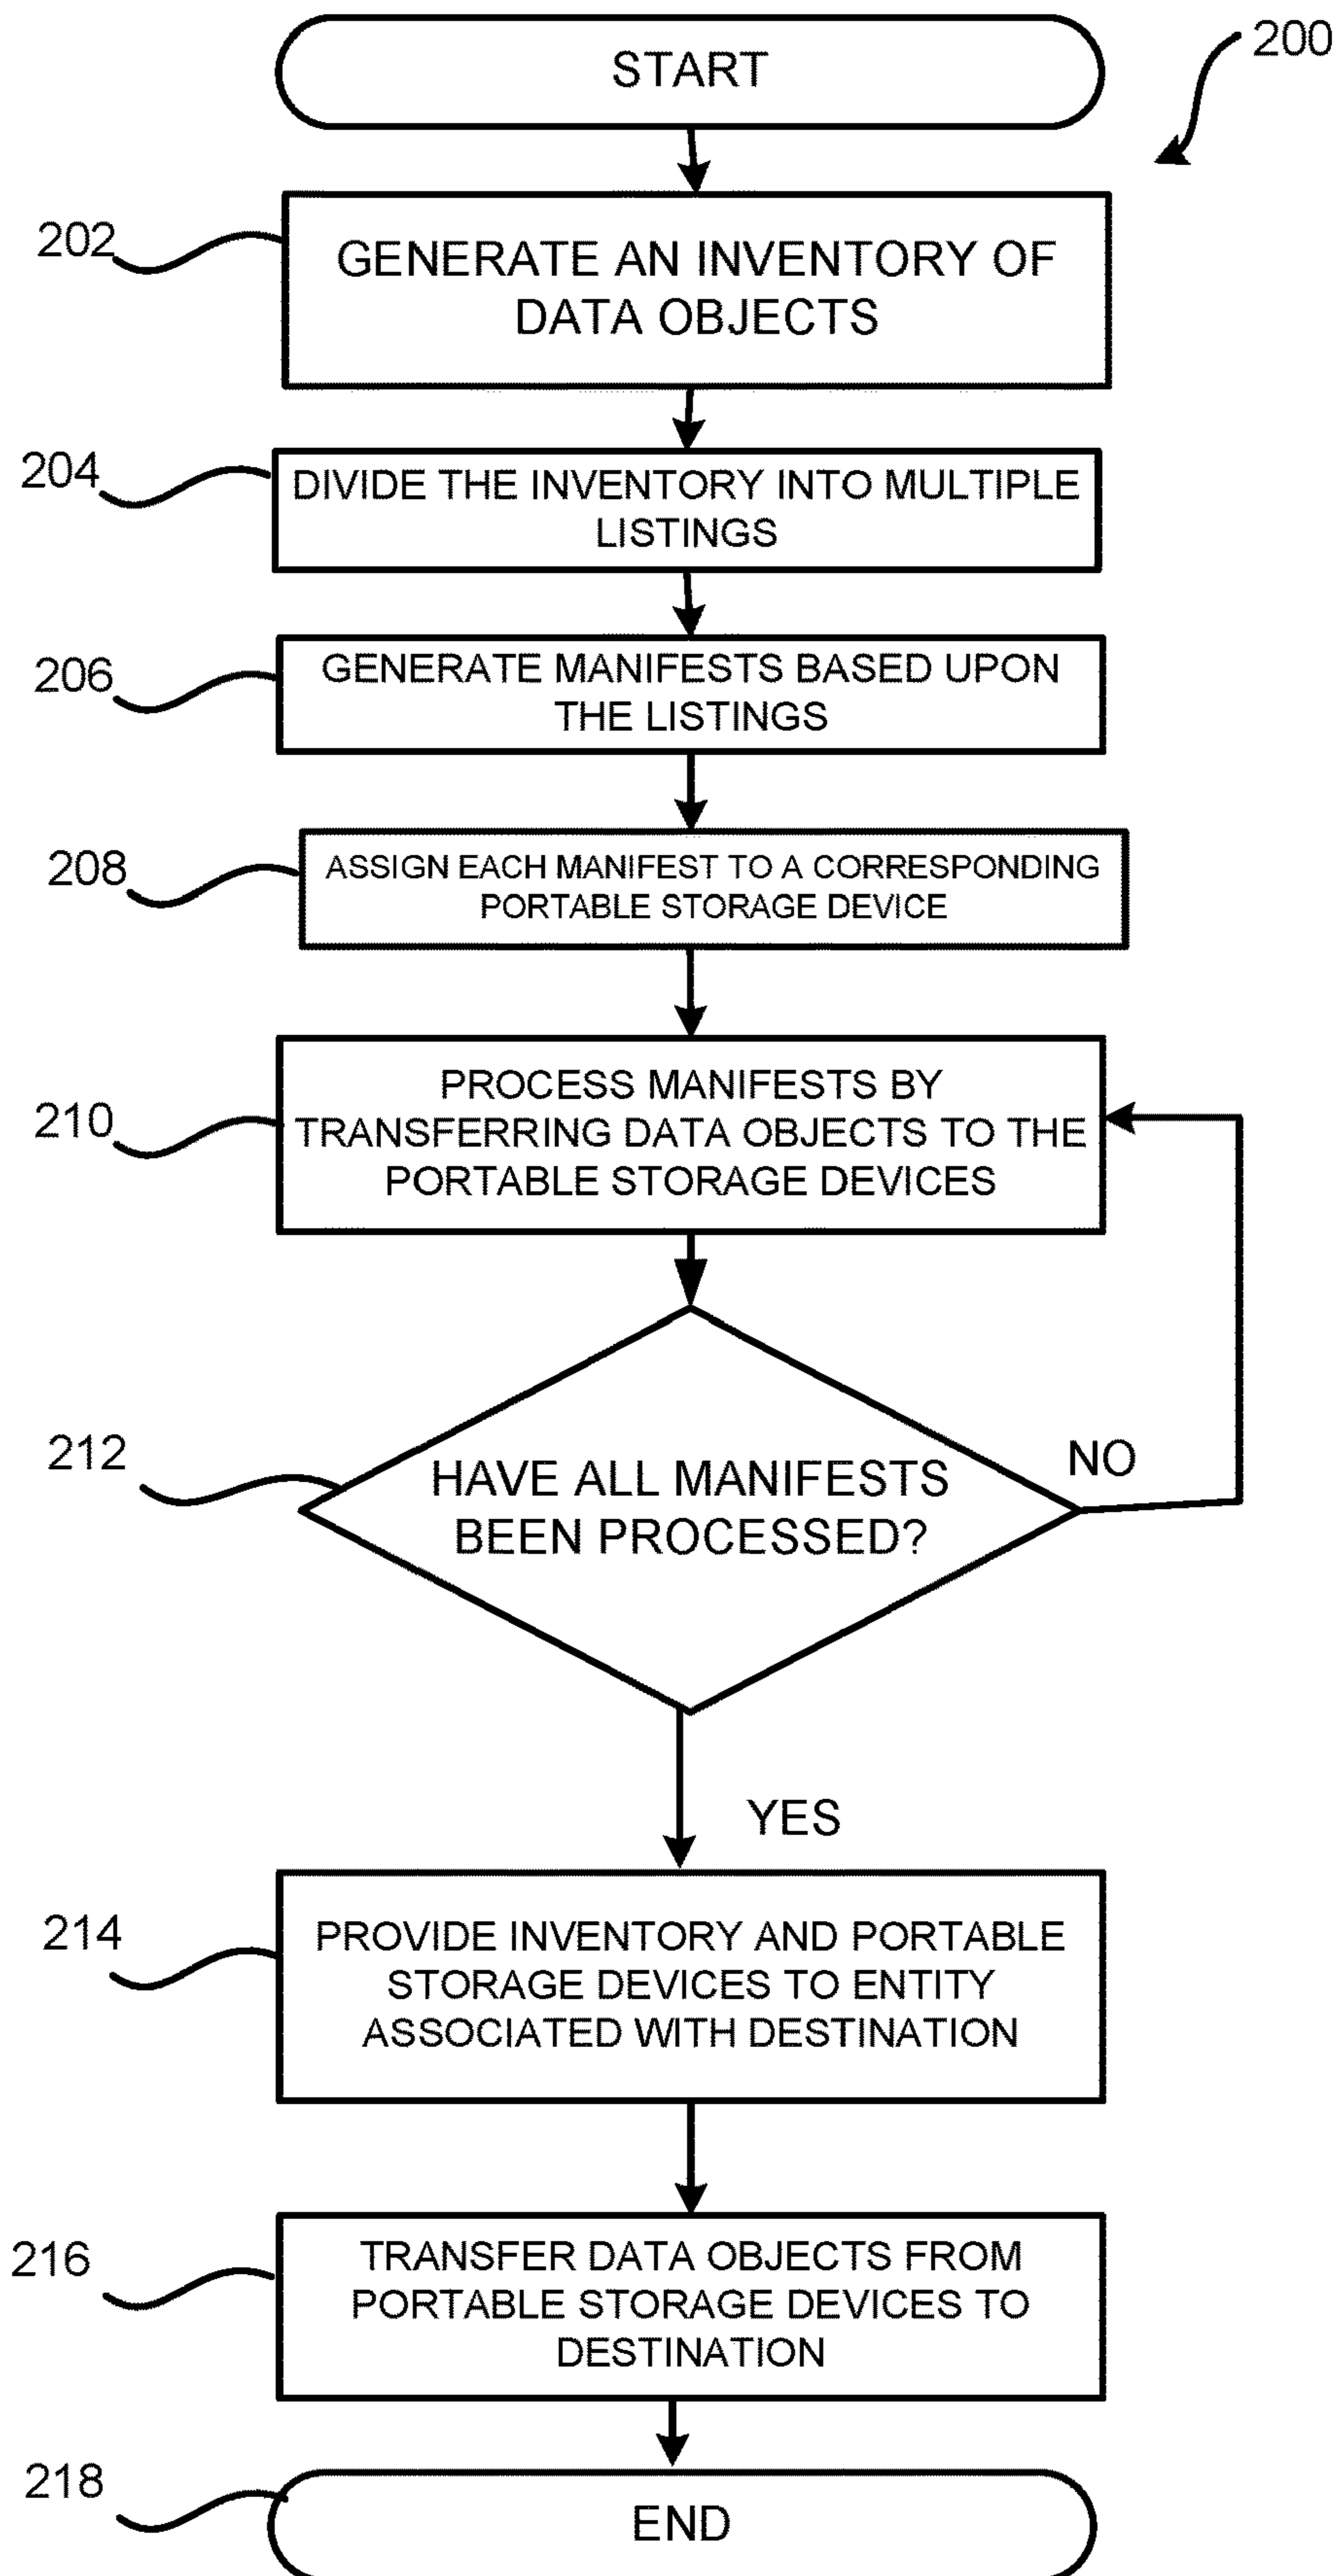 START
200
202
GENERATE AN INVENTORY OF
DATA OBJECTS
204
DIVIDE THE INVENTORY INTO MULTIPLE
LISTINGS
206
GENERATE MANIFESTS BASED UPON
THE LISTINGS
208
ASSIGN EACH MANIFEST TO A CORRESPONDING
PORTABLE STORAGE DEVICE
210
PROCESS MANIFESTS BY
TRANSFERRING DATA OBJECTS TO THE
PORTABLE STORAGE DEVICES
212
HAVE ALL MANIFESTS
BEEN PROCESSED?
NO
YES
214
PROVIDE INVENTORY AND PORTABLE
STORAGE DEVICES TO ENTITY
ASSOCIATED WITH DESTINATION
216
TRANSFER DATA OBJECTS FROM
PORTABLE STORAGE DEVICES TO
DESTINATION
218
END